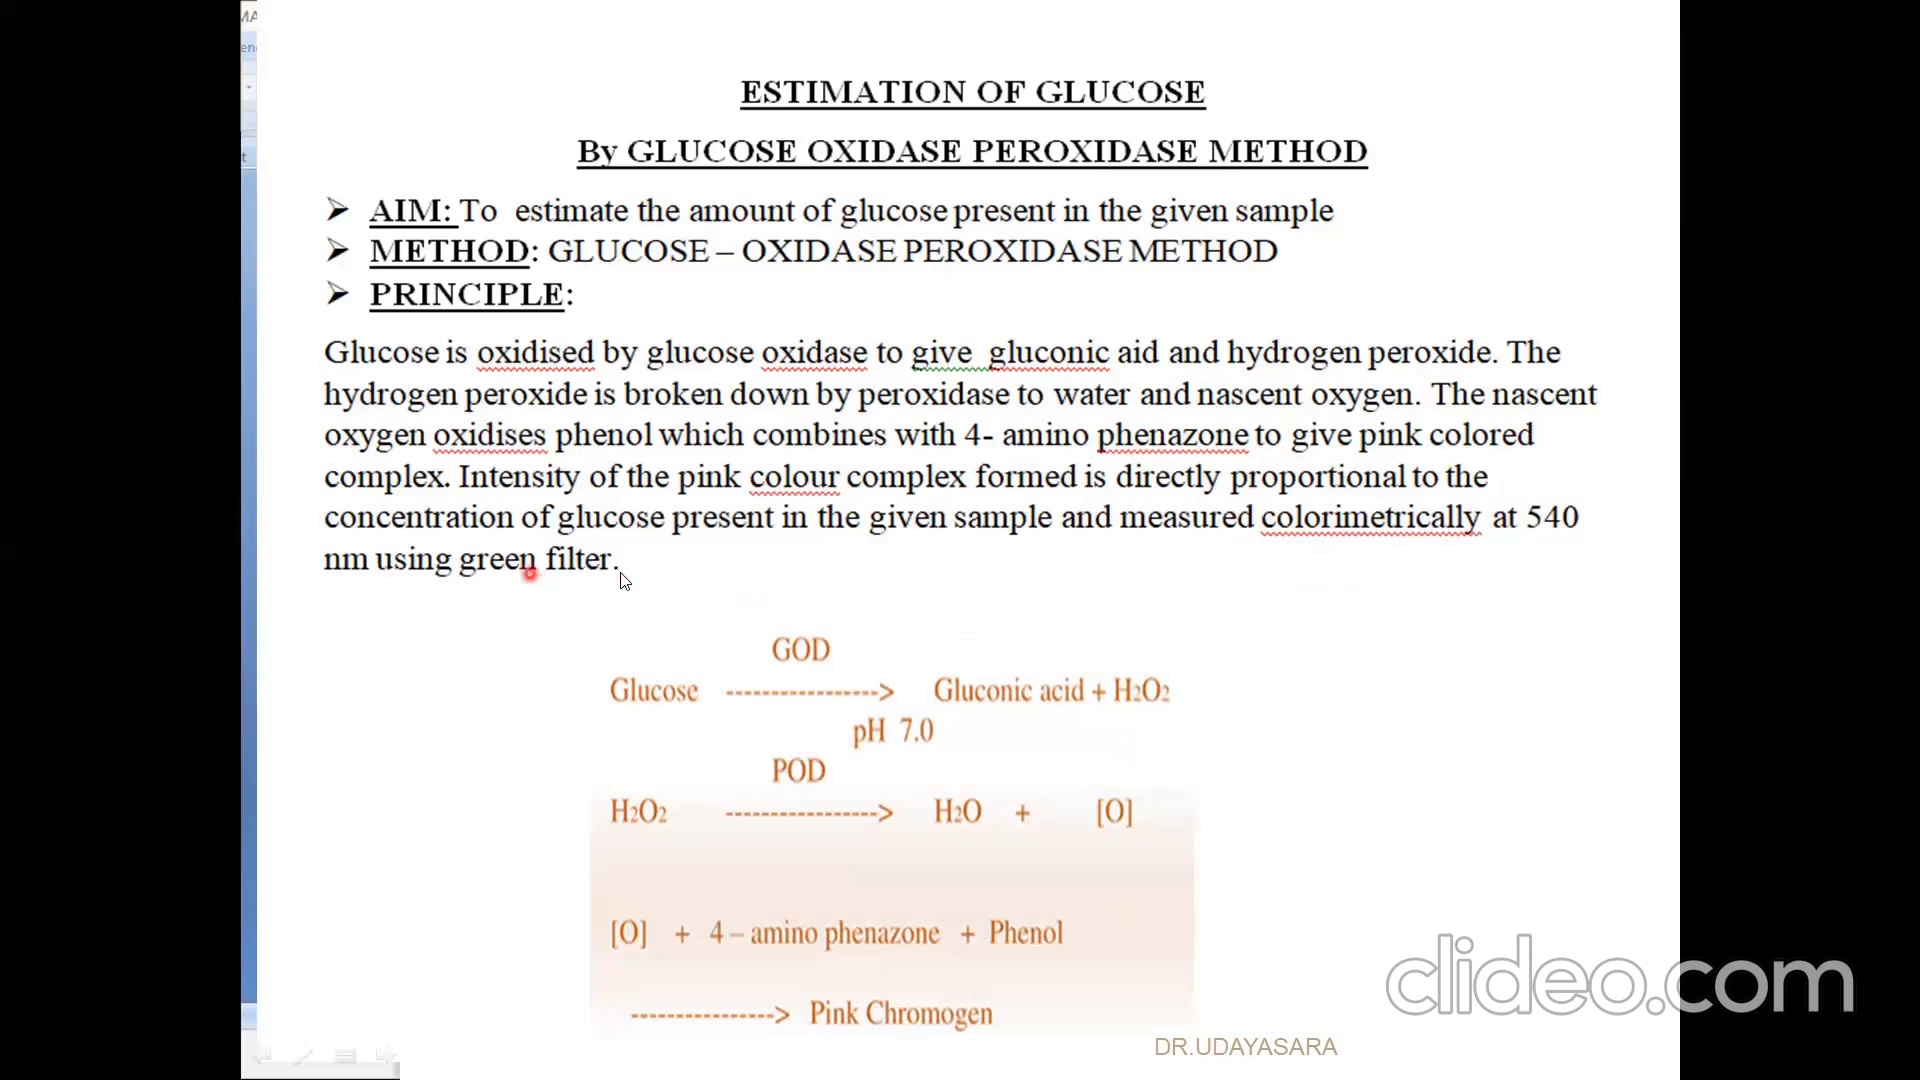 MA
en
t
ESTIMATION OF GLUCOSE
By GLUCOSE OXIDASE PEROXIDASE METHOD
➢ AIM: To estimate the amount of glucose present in the given sample
➢ METHOD: GLUCOSE – OXIDASE PEROXIDASE METHOD
➢ PRINCIPLE:
Glucose is oxidised by glucose oxidase to give gluconic aid and hydrogen peroxide. The
hydrogen peroxide is broken down by peroxidase to water and nascent oxygen. The nascent
oxygen oxidises phenol which combines with 4- amino phenazone to give pink colored
complex. Intensity of the pink colour complex formed is directly proportional to the
concentration of glucose present in the given sample and measured colorimetrically at 540
nm using green filter.
GOD
Glucose -----------------> Gluconic acid + H2O2
pH 7.0
POD
H2O2 -----------------> H2O + [O]
[O] + 4 – amino phenazone + Phenol
----------------> Pink Chromogen
clideo.com
DR.UDAYASARA